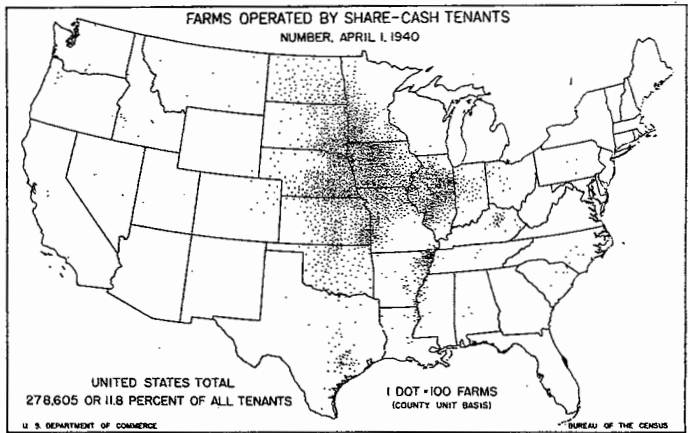 FARMS OPERATED BY SHARE-CASH TENANTS
NUMBER, APRIL 1, 1940
UNITED STATES TOTAL
278,605 OR 11.8 PERCENT OF ALL TENANTS
1 DOT = 100 FARMS
(COUNTY UNIT BASIS)
U. S. DEPARTMENT OF COMMERCE
BUREAU OF THE CENSUS